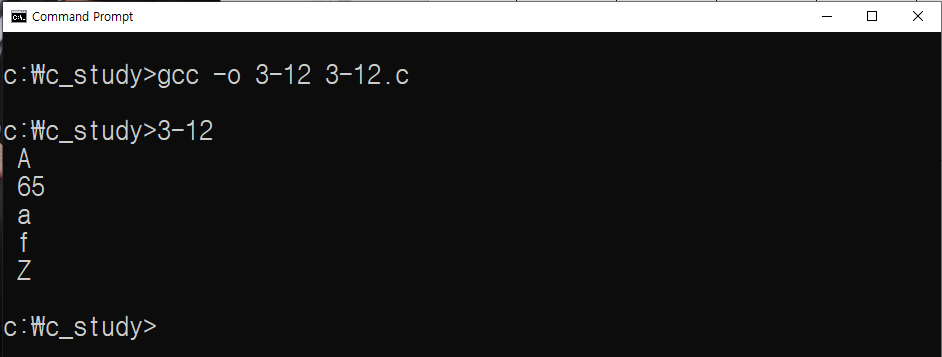 Command Prompt
c:₩c_study>gcc -o 3-12 3-12.c
c:₩c_study>3-12
A
65
a
f
Z
c:₩c_study>